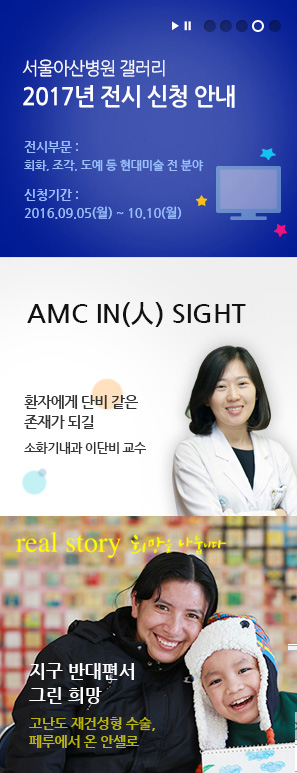 서울아산병원 갤러리
2017년 전시 신청 안내
전시부문 :
회화, 조각, 도예 등 현대미술 전 분야
신청기간 :
2016.09.05(월) ~ 10.10(월)
AMC IN(人) SIGHT
환자에게 단비 같은
존재가 되길
소화기내과 이단비 교수
real story 희망을 나눕니다
지구 반대편서
그린 희망
고난도 재건성형 수술,
페루에서 온 안셀로